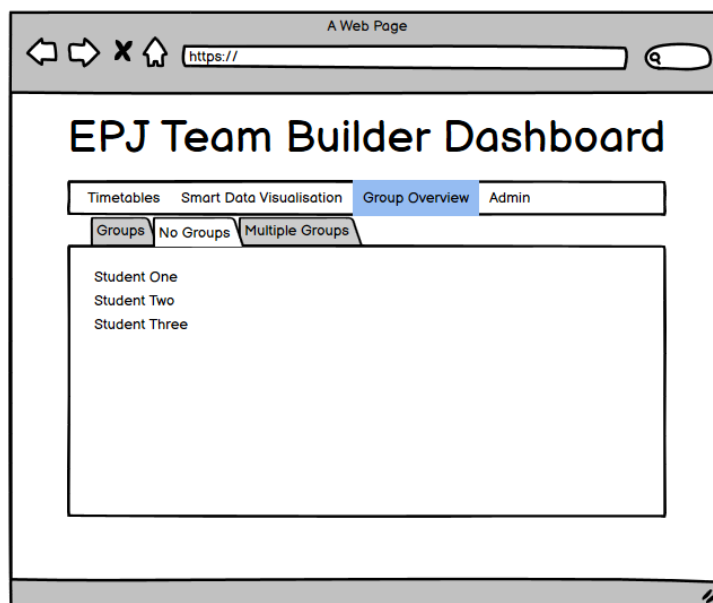 A Web Page
https://
EPJ Team Builder Dashboard
Timetables Smart Data Visualisation Group Overview Admin
Groups No Groups Multiple Groups
Student One
Student Two
Student Three